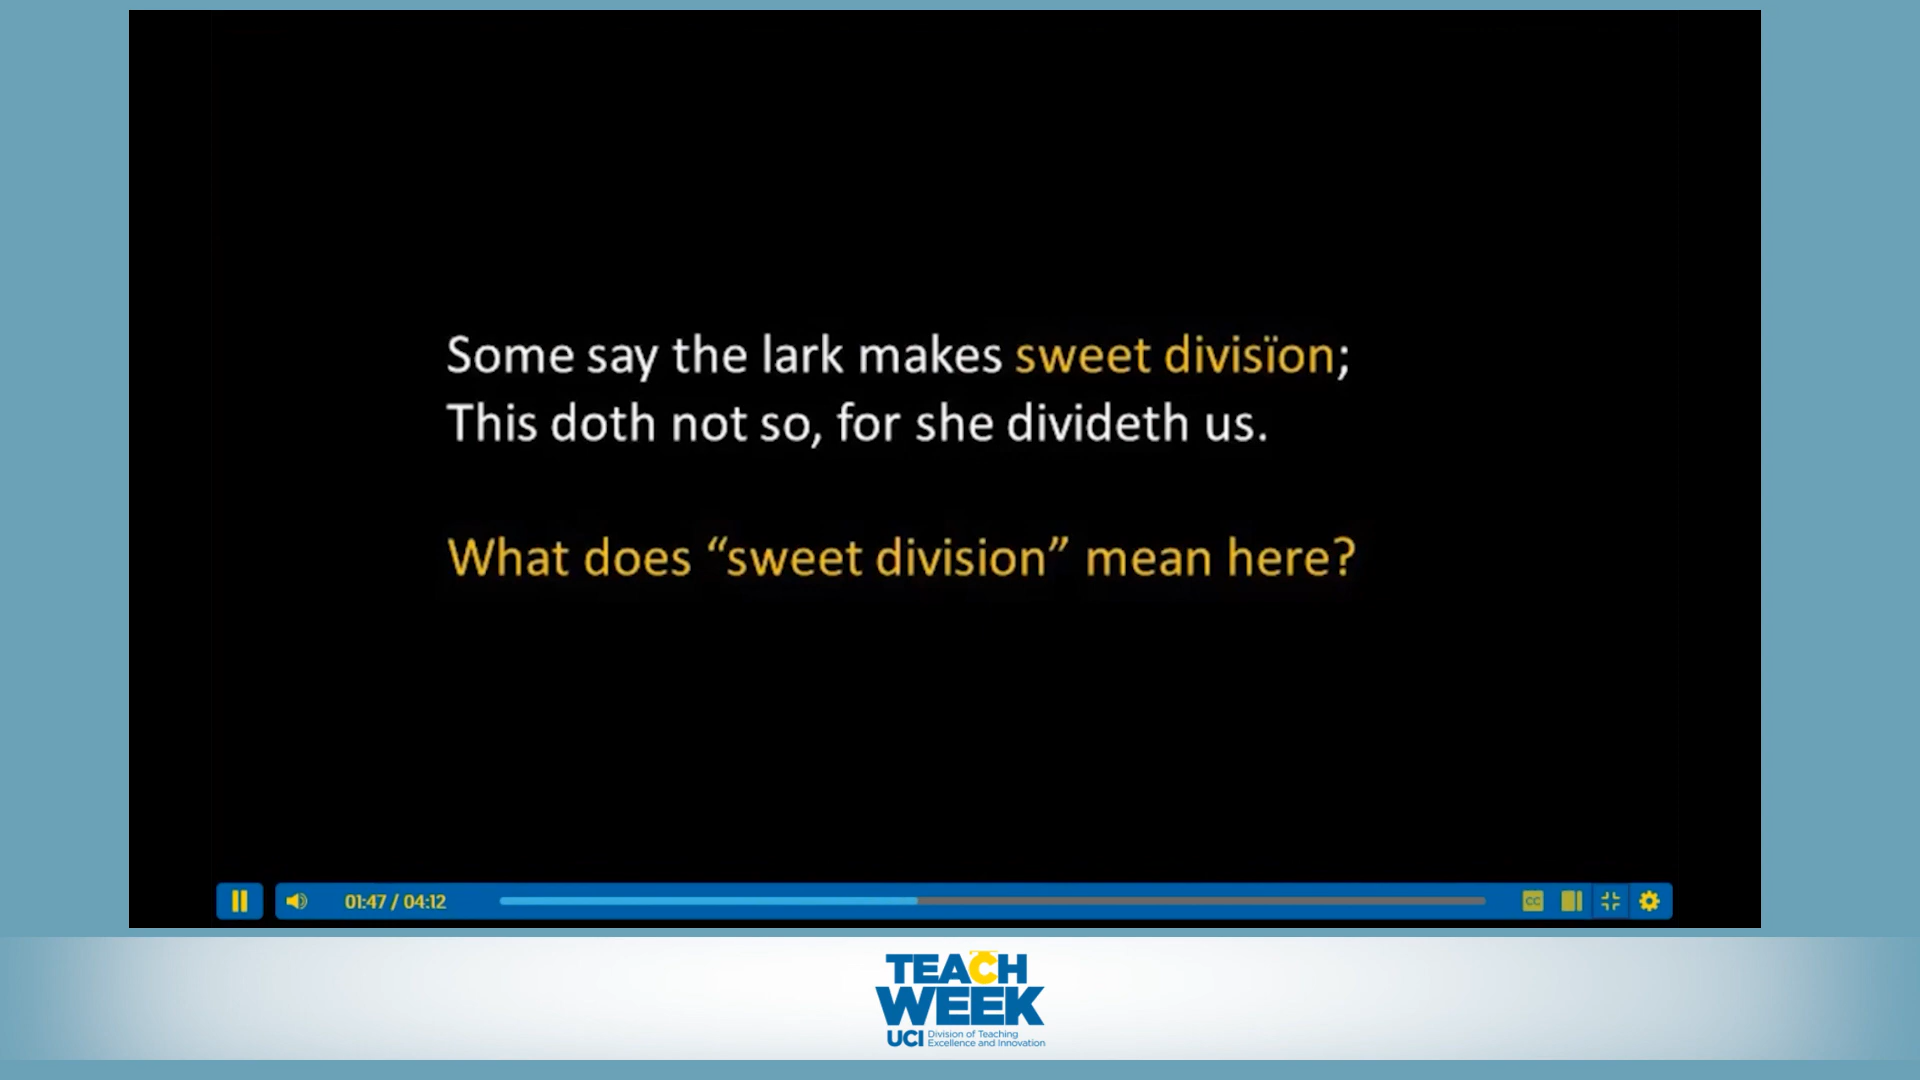 Some say the lark makes sweet divisïon;
This doth not so, for she divideth us.
What does “sweet division” mean here?
01:47 / 04:12
CC
TEACH
WEEK
UCI Division of Teaching
Excellence and Innovation